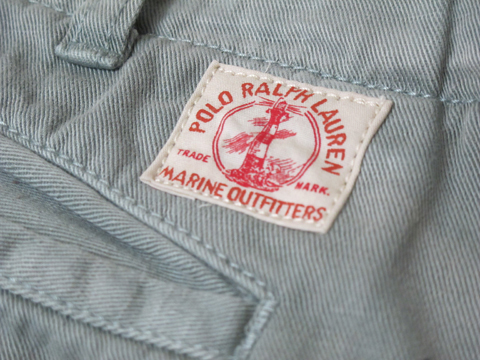 POLO RALPH LAUREN
TRADE MARK.
MARINE OUTFITTERS